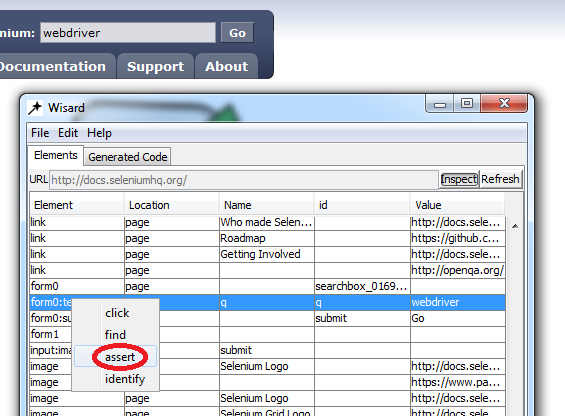 nium: webdriver Go
Documentation Support About
Wisard
File Edit Help
Elements Generated Code
URL http://docs.seleniumhq.org/ Inspect Refresh
Element Location Name id Value
link page Who made Selen... http://docs.sele...
link page Roadmap https://github.c...
link page Getting Involved http://docs.sele...
link page http://openqa.org/
form0 page searchbox_0169...
form0:te q q webdriver
form0:su submit Go
form1
input:ima submit
image Selenium Logo http://docs.sele...
image https://www.pa...
image Selenium Logo http://docs.sele...
image page Selenium Grid Logo http://docs.sele...
click
find
assert
identify